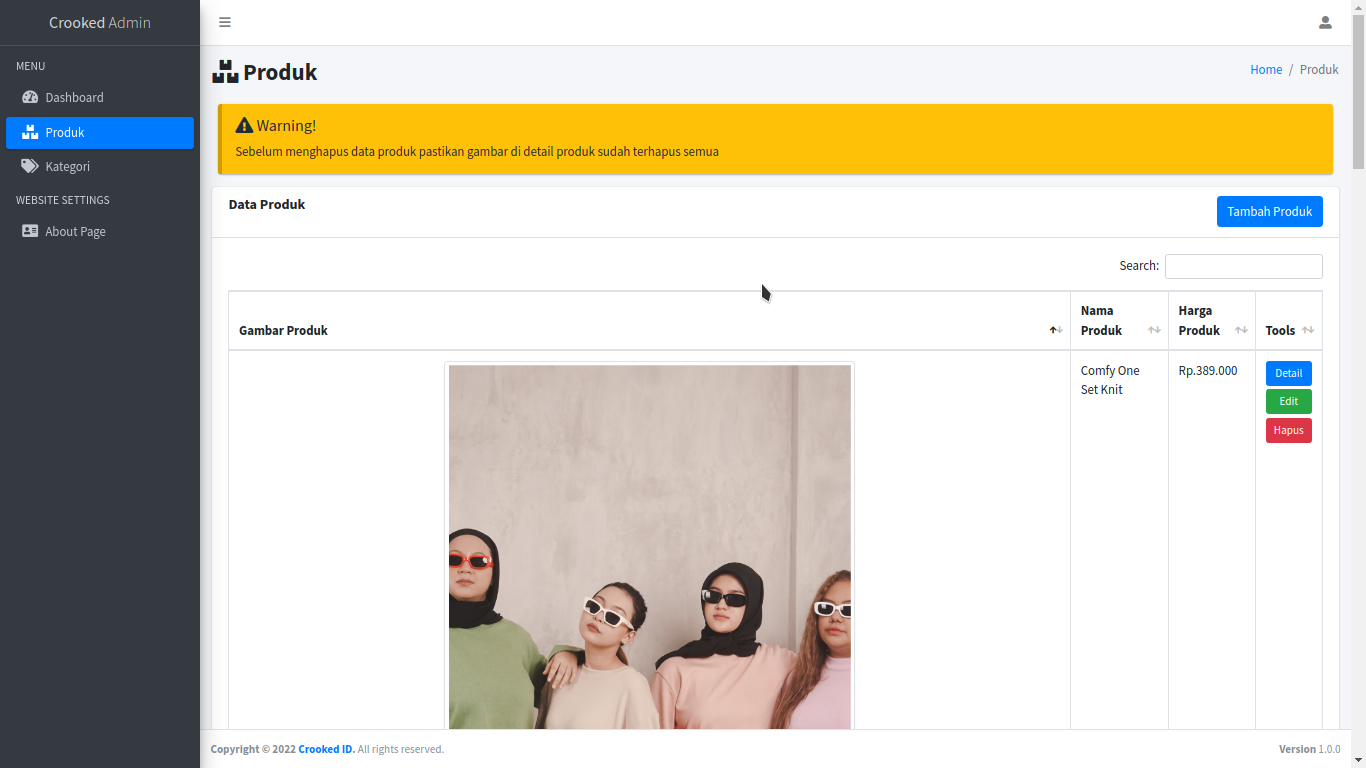 Crooked Admin
MENU
Dashboard
Produk
Kategori
WEBSITE SETTINGS
About Page
Produk
Home / Produk
Warning!
Sebelum menghapus data produk pastikan gambar di detail produk sudah terhapus semua
Data Produk
Tambah Produk
Search:
Gambar Produk
Nama
Produk
Harga
Produk
Tools
Comfy One
Set Knit
Rp.389.000
Detail
Edit
Hapus
Copyright © 2022 Crooked ID. All rights reserved.
Version 1.0.0